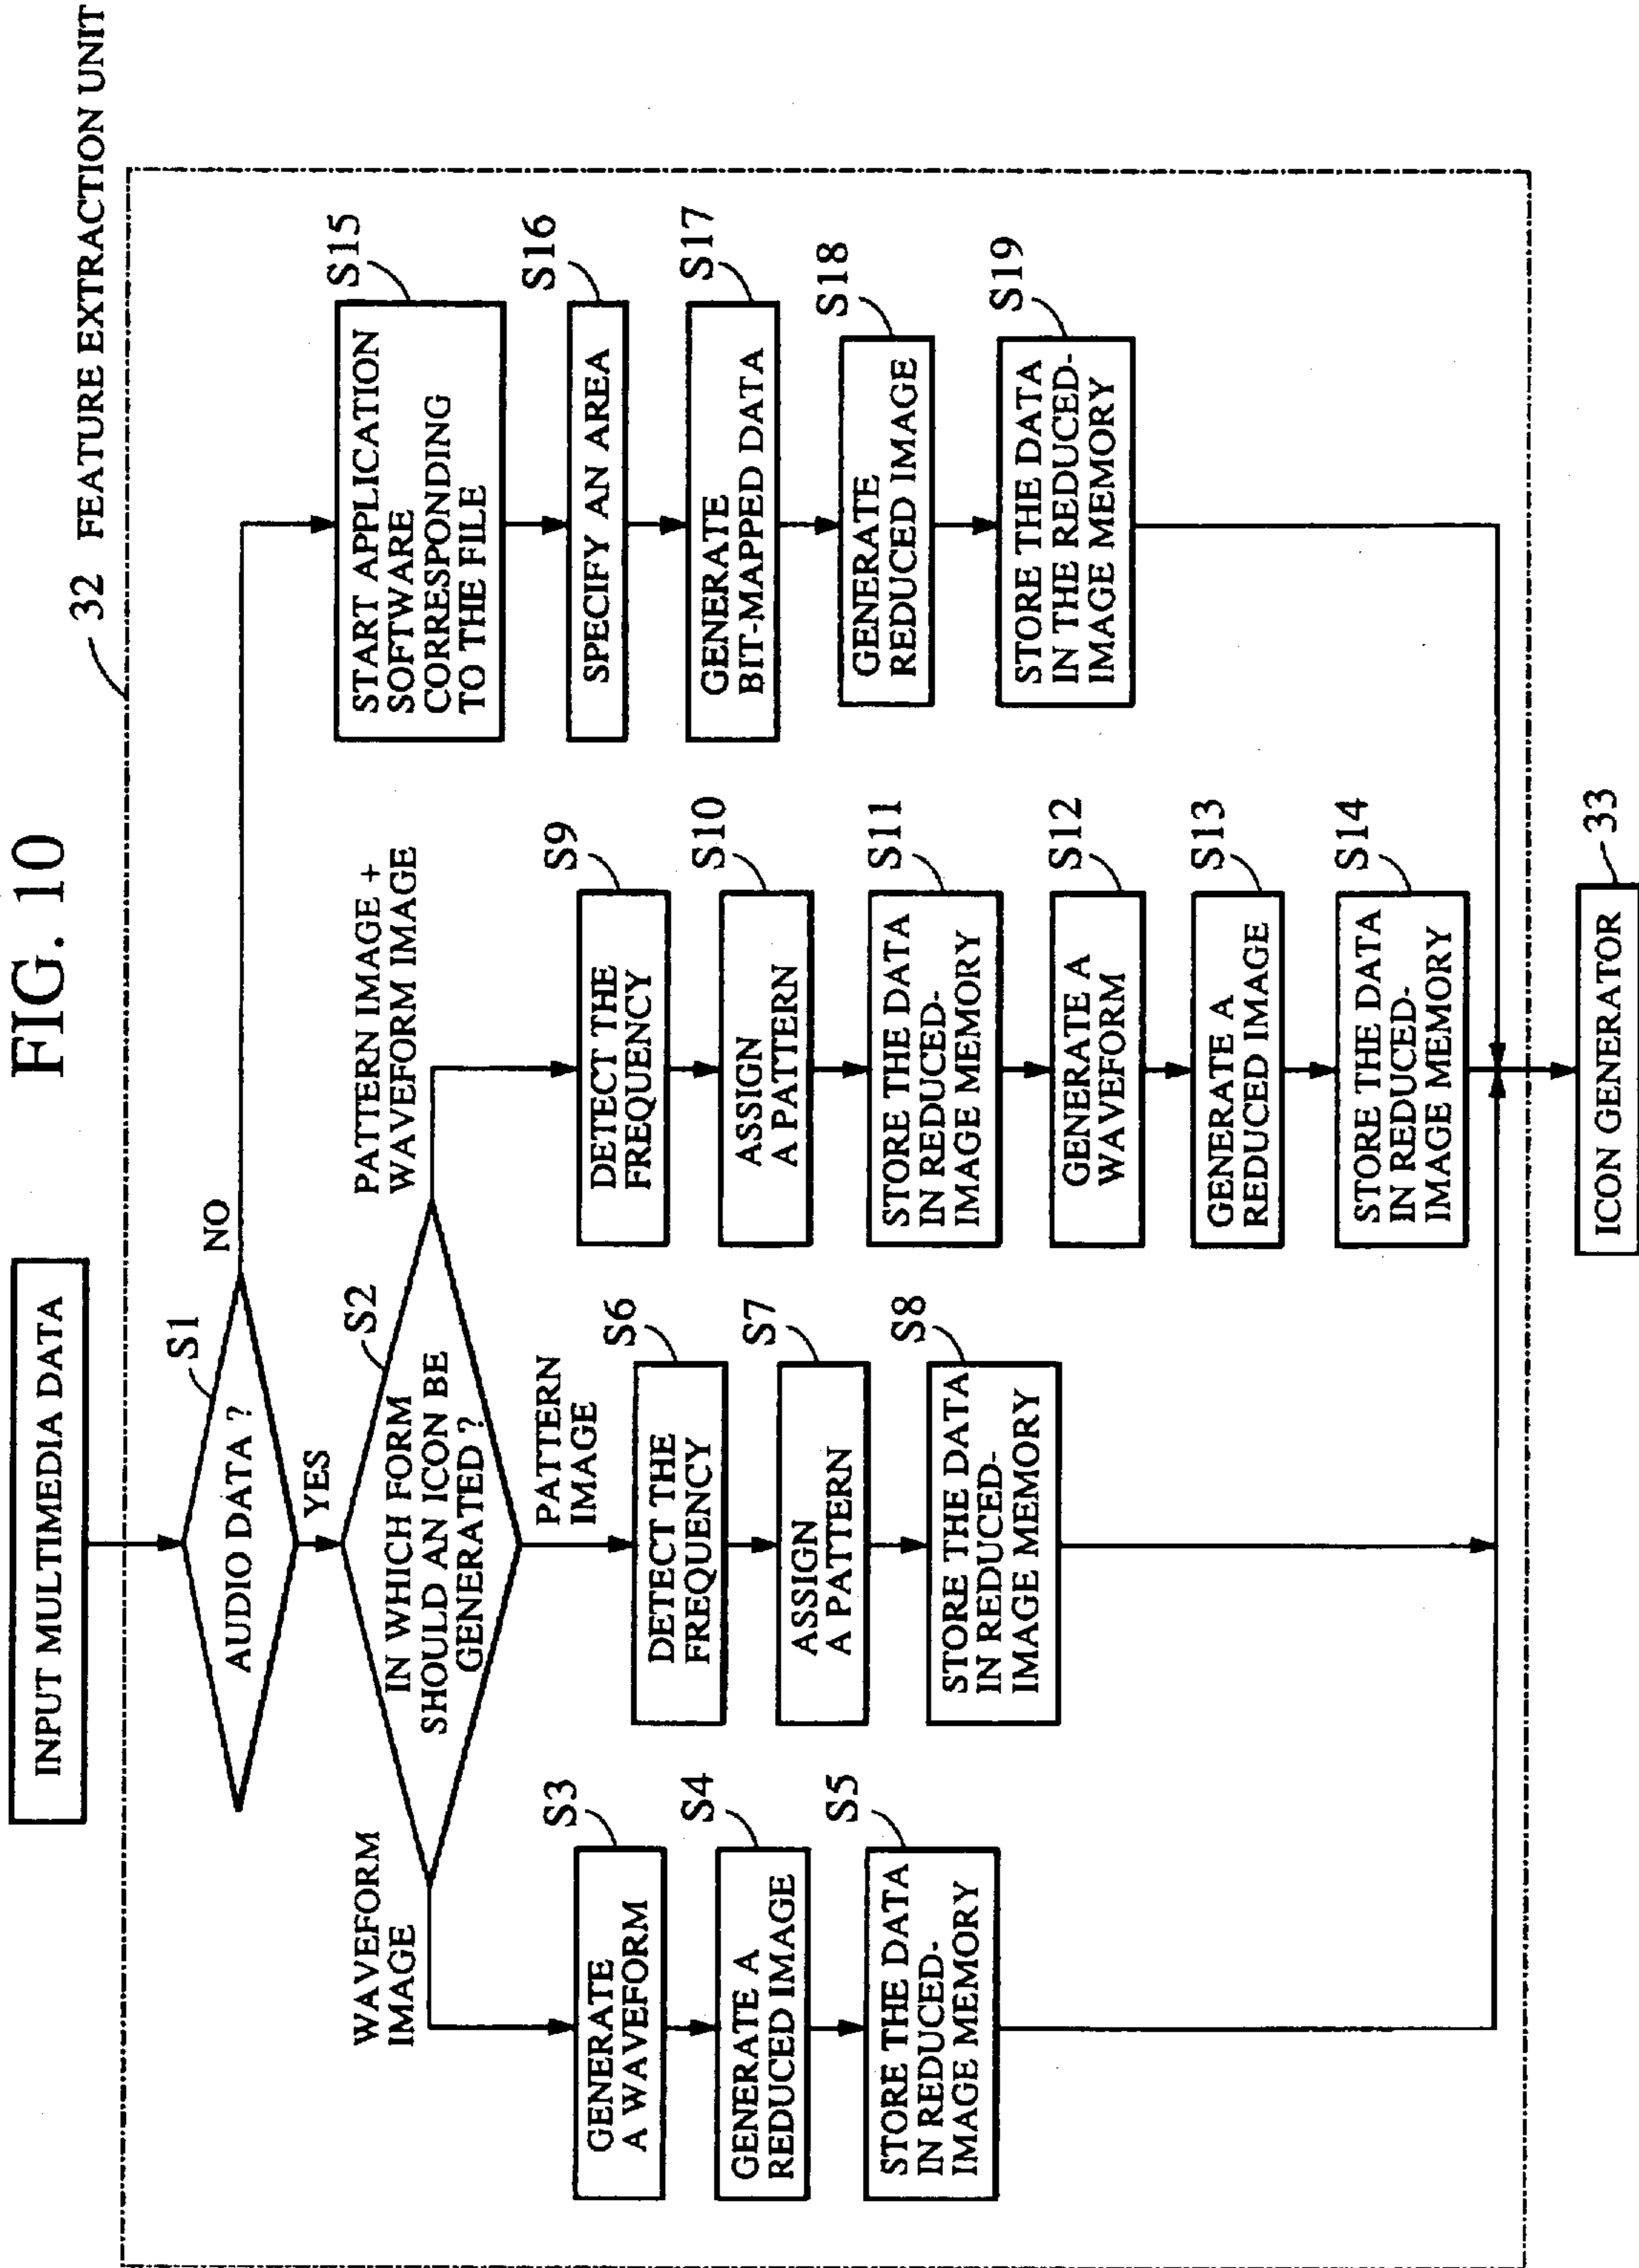 FIG. 10
32 FEATURE EXTRACTION UNIT
INPUT MULTIMEDIA DATA
S1
AUDIO DATA ?
NO
YES
S2
IN WHICH FORM
SHOULD AN ICON BE
GENERATED ?
WAVEFORM
IMAGE
PATTERN
IMAGE
PATTERN IMAGE +
WAVEFORM IMAGE
S3
GENERATE
A WAVEFORM
S4
GENERATE A
REDUCED IMAGE
S5
STORE THE DATA
IN REDUCED-
IMAGE MEMORY
S6
DETECT THE
FREQUENCY
S7
ASSIGN
A PATTERN
S8
STORE THE DATA
IN REDUCED-
IMAGE MEMORY
S9
DETECT THE
FREQUENCY
S10
ASSIGN
A PATTERN
S11
STORE THE DATA
IN REDUCED-
IMAGE MEMORY
S12
GENERATE A
WAVEFORM
S13
GENERATE A
REDUCED IMAGE
S14
STORE THE DATA
IN REDUCED-
IMAGE MEMORY
S15
START APPLICATION
SOFTWARE
CORRESPONDING
TO THE FILE
S16
SPECIFY AN AREA
S17
GENERATE
BIT-MAPPED DATA
S18
GENERATE
REDUCED IMAGE
S19
STORE THE DATA
IN THE REDUCED-
IMAGE MEMORY
ICON GENERATOR
33